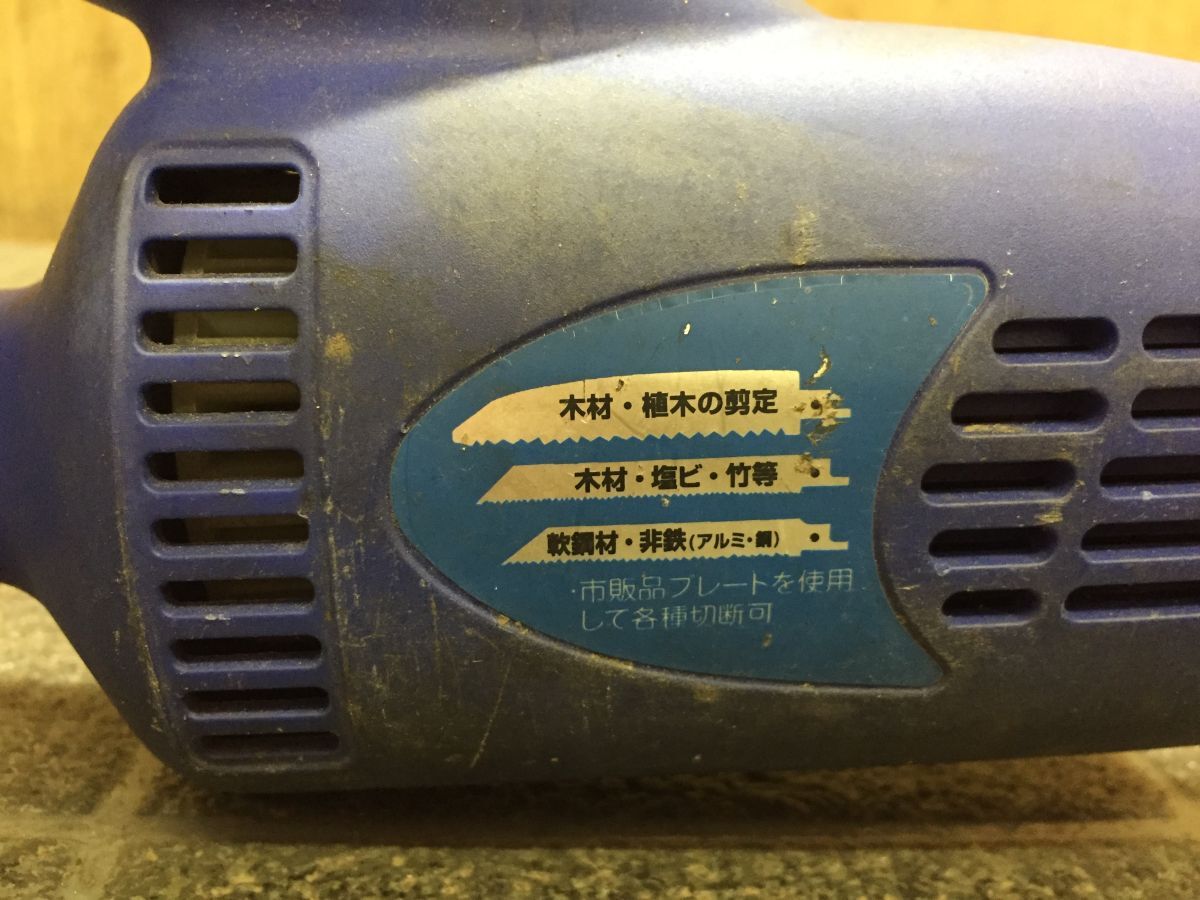 木材・植木の剪定
木材・塩ビ・竹等
軟鋼材・非鉄(アルミ・銅)
・市販品ブレードを使用
して各種切断可